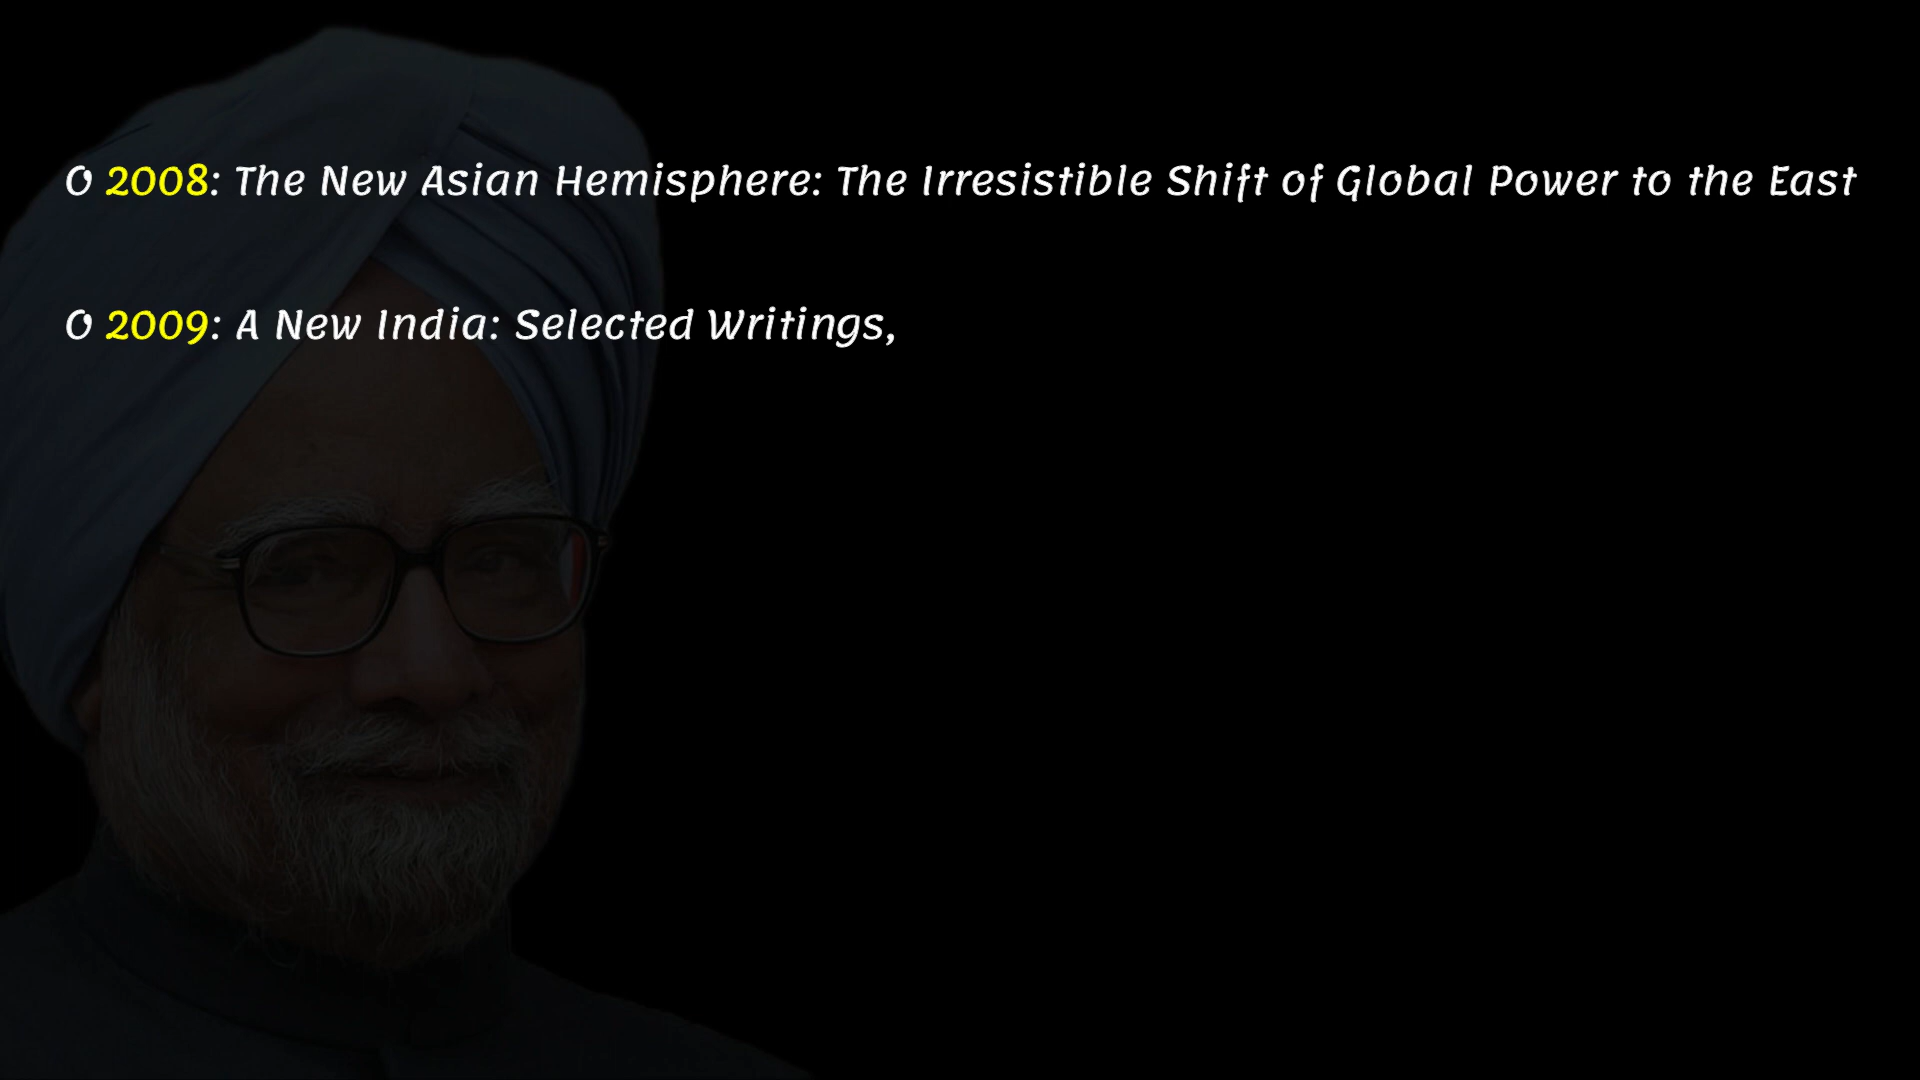 O 2008: The New Asian Hemisphere: The Irresistible Shift of Global Power to the East
O 2009: A New India: Selected Writings,